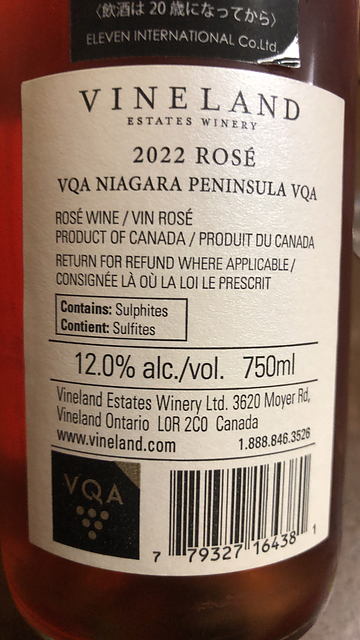 〈飲酒は20歳になってから〉
ELEVEN INTERNATIONAL Co.Ltd.
VINELAND
ESTATES WINERY
2022 ROSÉ
VQA NIAGARA PENINSULA VQA
ROSÉ WINE / VIN ROSÉ
PRODUCT OF CANADA / PRODUIT DU CANADA
RETURN FOR REFUND WHERE APPLICABLE /
CONSIGNÉE LÀ OÙ LA LOI LE PRESCRIT
Contains: Sulphites
Contient: Sulfites
12.0% alc./vol. 750ml
Vineland Estates Winery Ltd. 3620 Moyer Rd,
Vineland Ontario L0R 2C0 Canada
www.vineland.com 1.888.846.3526
VQA
7 79327 16438 1